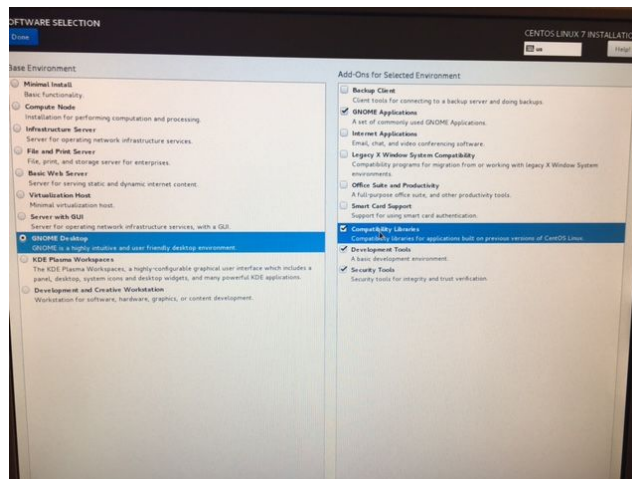 OFTWARE SELECTION
Done
CENTOS LINUX 7 INSTALLATIO
us
Help!
Base Environment
Minimal Install
Basic functionality.
Compute Node
Installation for performing computation and processing.
Infrastructure Server
Server for operating network infrastructure services.
File and Print Server
File, print, and storage server for enterprises.
Basic Web Server
Server for serving static and dynamic internet content.
Virtualization Host
Minimal virtualization host.
Server with GUI
Server for operating network infrastructure services, with a GUI.
GNOME Desktop
GNOME is a highly intuitive and user friendly desktop environment.
KDE Plasma Workspaces
The KDE Plasma Workspaces, a highly-configurable graphical user interface which includes a
panel, desktop, system icons and desktop widgets, and many powerful KDE applications.
Development and Creative Workstation
Workstation for software, hardware, graphics, or content development.
Add-Ons for Selected Environment
Backup Client
Client tools for connecting to a backup server and doing backups.
GNOME Applications
A set of commonly used GNOME Applications.
Internet Applications
Email, chat, and video conferencing software.
Legacy X Window System Compatibility
Compatibility programs for migration from or working with legacy X Window System
environments.
Office Suite and Productivity
A full-purpose office suite, and other productivity tools.
Smart Card Support
Support for using smart card authentication.
Compatibility Libraries
Compatibility libraries for applications built on previous versions of CentOS Linux.
Development Tools
A basic development environment.
Security Tools
Security tools for integrity and trust verification.